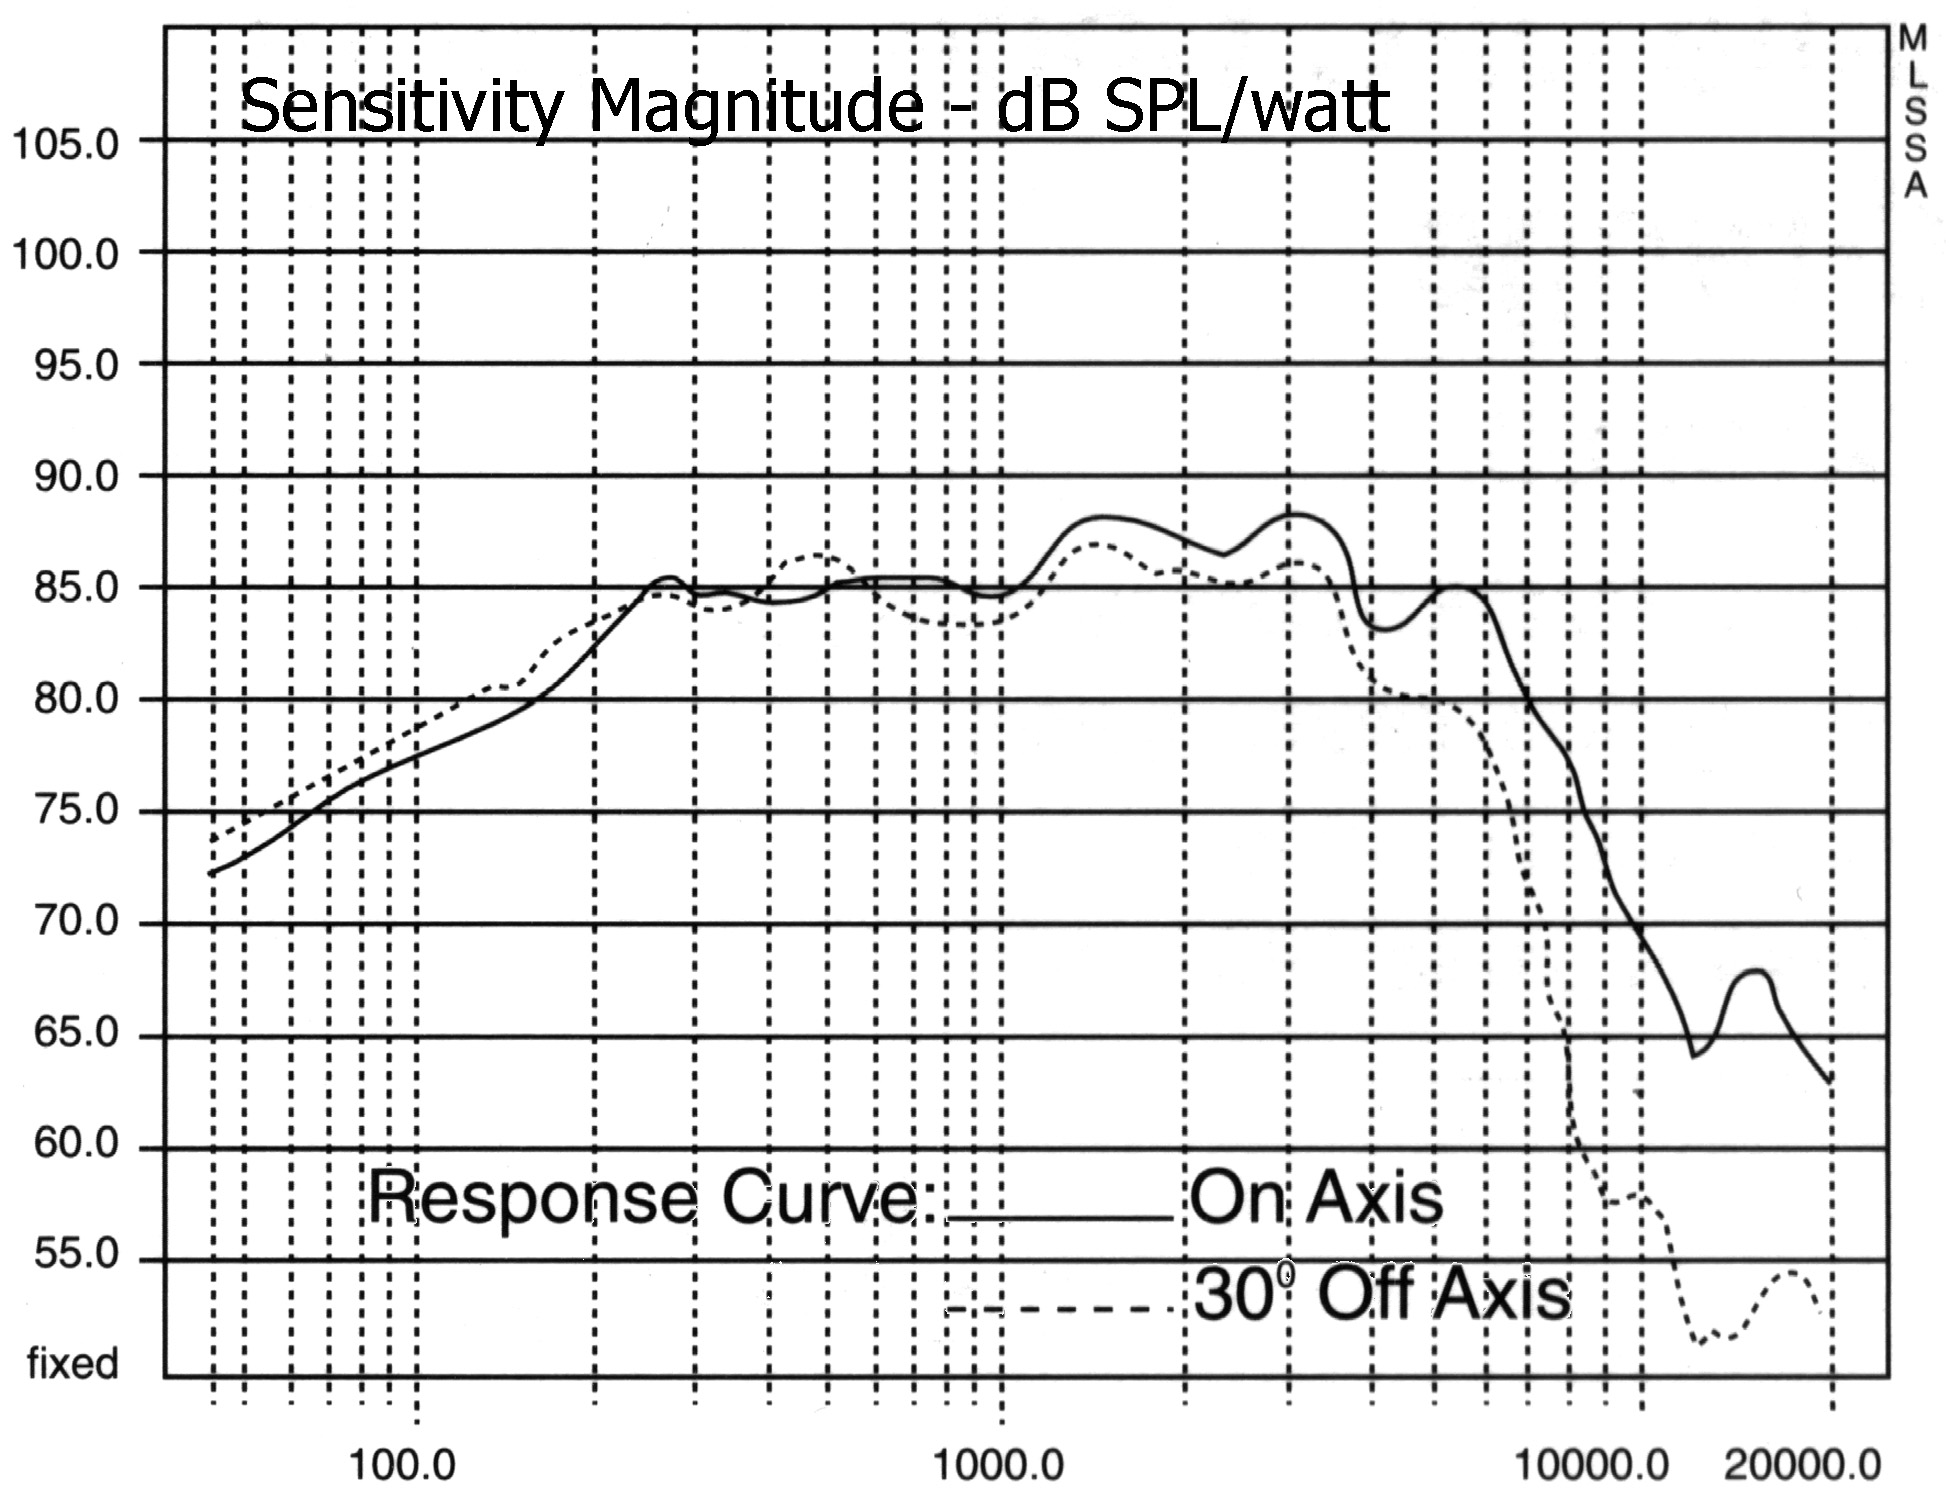 Sensitivity Magnitude - dB SPL/watt
M
L
S
S
A
105.0
100.0
95.0
90.0
85.0
80.0
75.0
70.0
65.0
60.0
55.0
fixed
Response Curve: On Axis
30⁰ Off Axis
100.0 1000.0 10000.0 20000.0